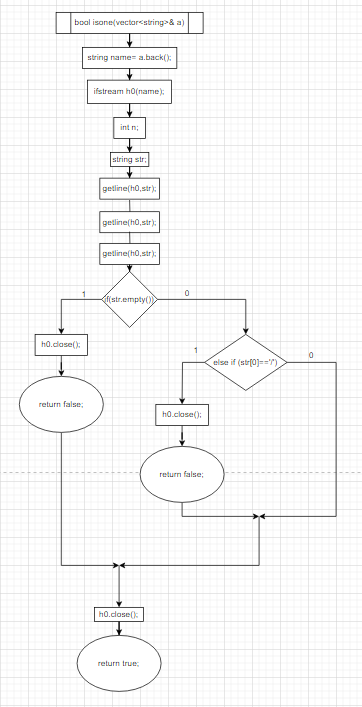 bool isone(vector<string>& a)
string name= a.back();
ifstream h0(name);
int n;
string str;
getline(h0,str);
getline(h0,str);
getline(h0,str);
if(str.empty())
1
0
h0.close();
return false;
else if (str[0]=='/')
1
0
h0.close();
return false;
h0.close();
return true;